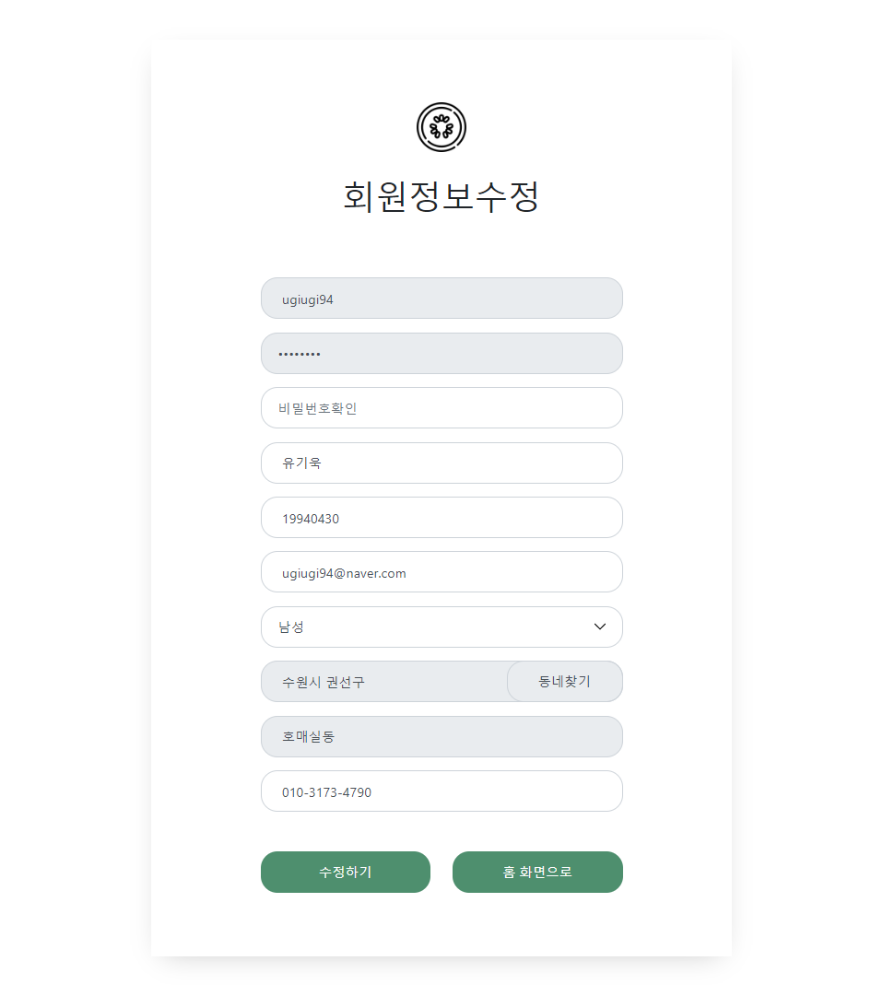 회원정보수정
ugiugi94
••••••••
비밀번호확인
유기욱
19940430
ugiugi94@naver.com
남성
수원시 권선구 동네찾기
호매실동
010-3173-4790
수정하기 홈 화면으로